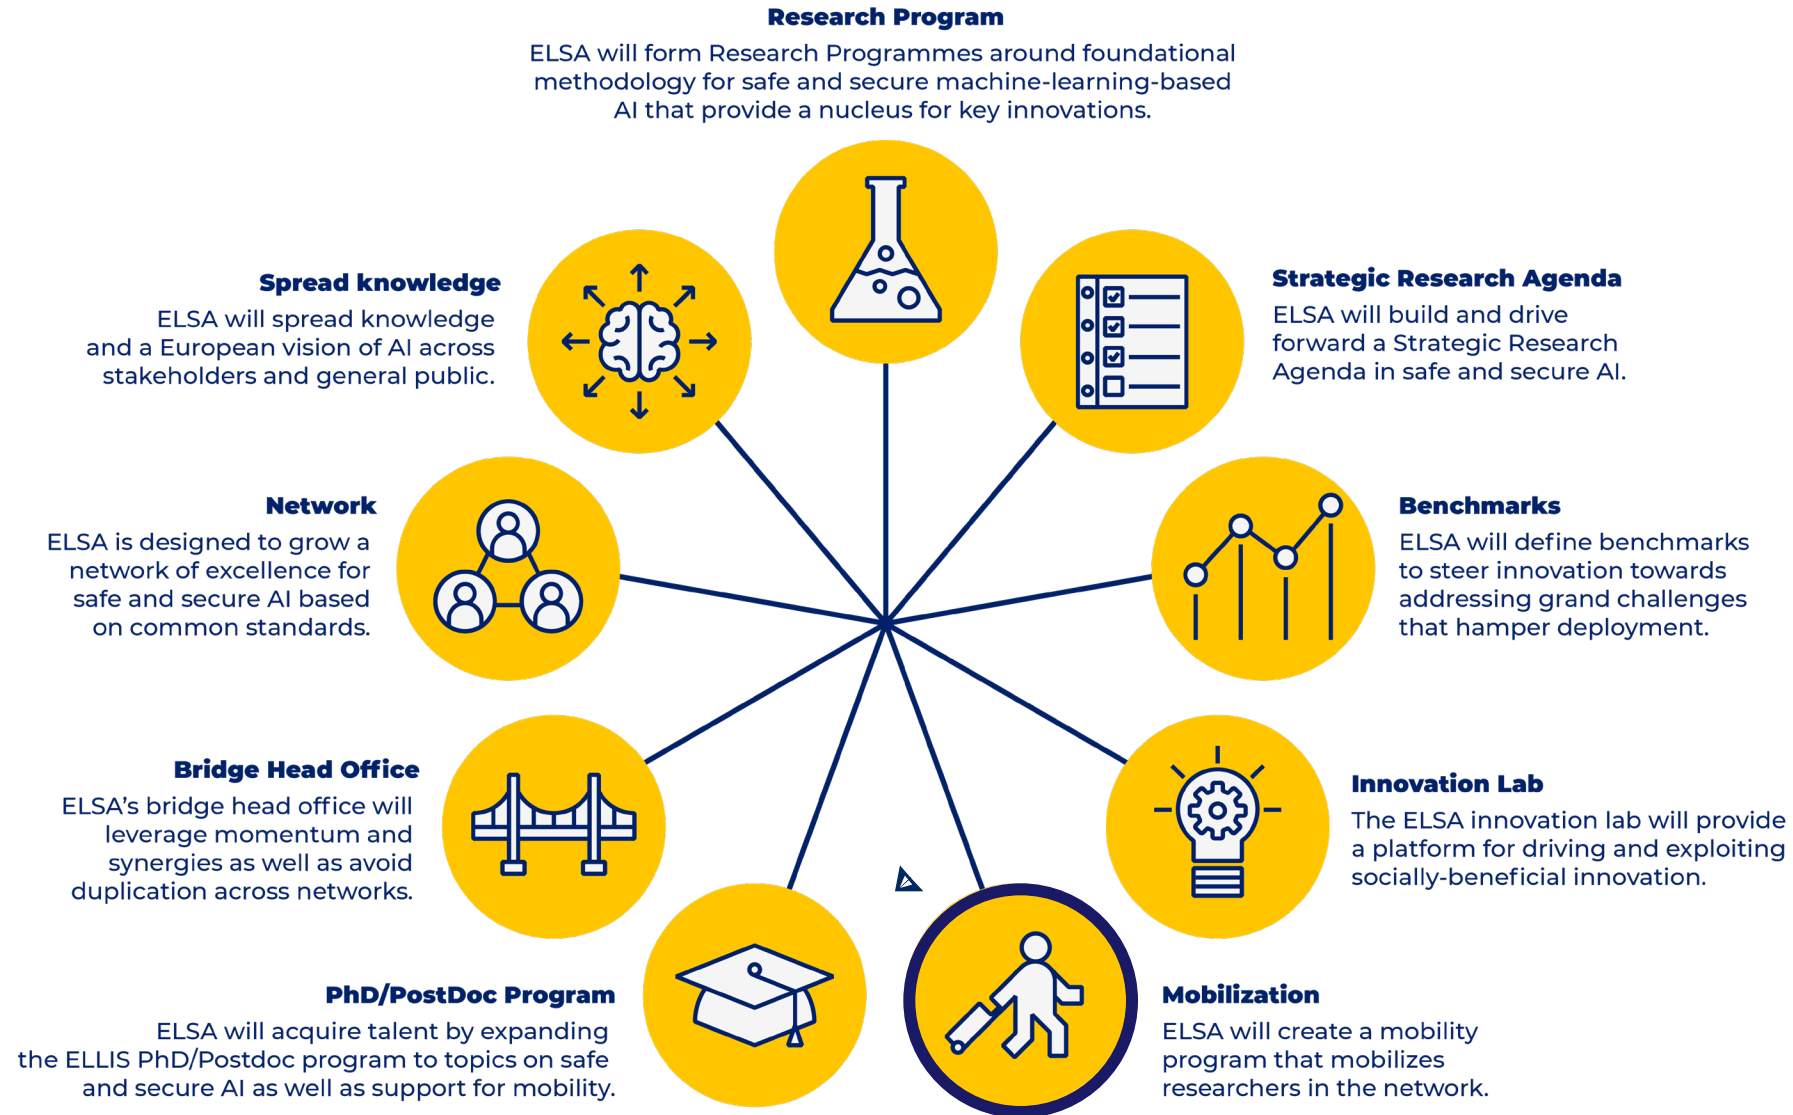 Research Program
ELSA will form Research Programmes around foundational
methodology for safe and secure machine-learning-based
AI that provide a nucleus for key innovations.
Spread knowledge
ELSA will spread knowledge
and a European vision of AI across
stakeholders and general public.
Strategic Research Agenda
ELSA will build and drive
forward a Strategic Research
Agenda in safe and secure AI.
Network
ELSA is designed to grow a
network of excellence for
safe and secure AI based
on common standards.
Benchmarks
ELSA will define benchmarks
to steer innovation towards
addressing grand challenges
that hamper deployment.
Bridge Head Office
ELSA’s bridge head office will
leverage momentum and
synergies as well as avoid
duplication across networks.
Innovation Lab
The ELSA innovation lab will provide
a platform for driving and exploiting
socially-beneficial innovation.
PhD/PostDoc Program
ELSA will acquire talent by expanding
the ELLIS PhD/Postdoc program to topics on safe
and secure AI as well as support for mobility.
Mobilization
ELSA will create a mobility
program that mobilizes
researchers in the network.